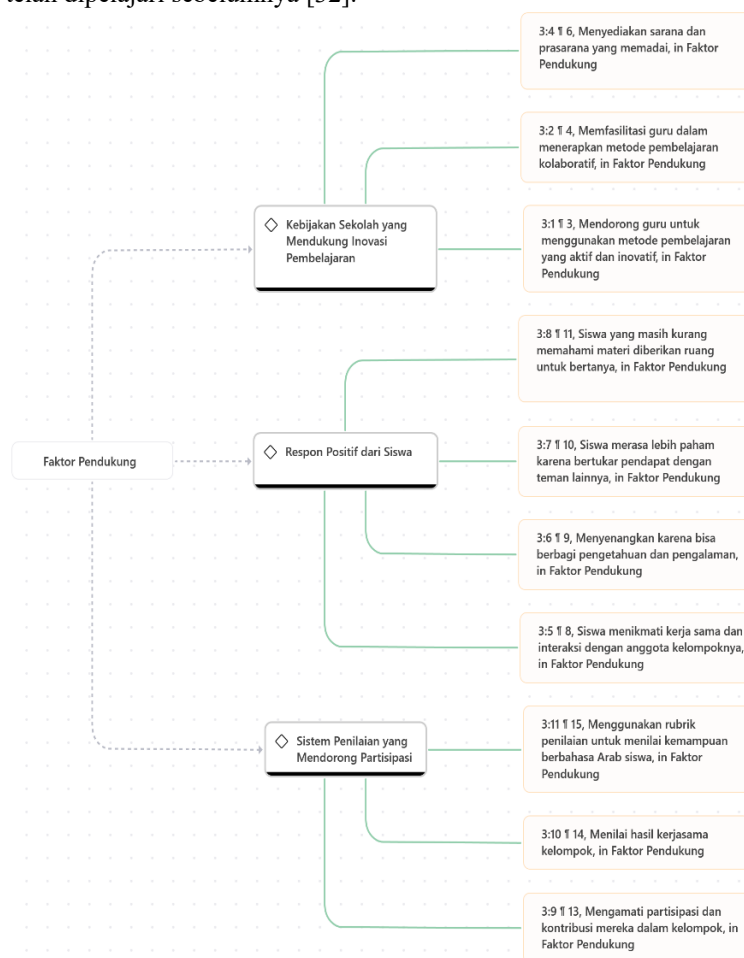 telah dipelajari sebelumnya [32].
3:4 ¶ 6, Menyediakan sarana dan
prasarana yang memadai, in Faktor
Pendukung
3:2 ¶ 4, Memfasilitasi guru dalam
menerapkan metode pembelajaran
kolaboratif, in Faktor Pendukung
Kebijakan Sekolah yang
Mendukung Inovasi
Pembelajaran
3:1 ¶ 3, Mendorong guru untuk
menggunakan metode pembelajaran
yang aktif dan inovatif, in Faktor
Pendukung
3:8 ¶ 11, Siswa yang masih kurang
memahami materi diberikan ruang
untuk bertanya, in Faktor Pendukung
Faktor Pendukung
Respon Positif dari Siswa
3:7 ¶ 10, Siswa merasa lebih paham
karena bertukar pendapat dengan
teman lainnya, in Faktor Pendukung
3:6 ¶ 9, Menyenangkan karena bisa
berbagi pengetahuan dan pengalaman,
in Faktor Pendukung
3:5 ¶ 8, Siswa menikmati kerja sama dan
interaksi dengan anggota kelompoknya,
in Faktor Pendukung
Sistem Penilaian yang
Mendorong Partisipasi
3:11 ¶ 15, Menggunakan rubrik
penilaian untuk menilai kemampuan
berbahasa Arab siswa, in Faktor
Pendukung
3:10 ¶ 14, Menilai hasil kerjasama
kelompok, in Faktor Pendukung
3:9 ¶ 13, Mengamati partisipasi dan
kontribusi mereka dalam kelompok, in
Faktor Pendukung